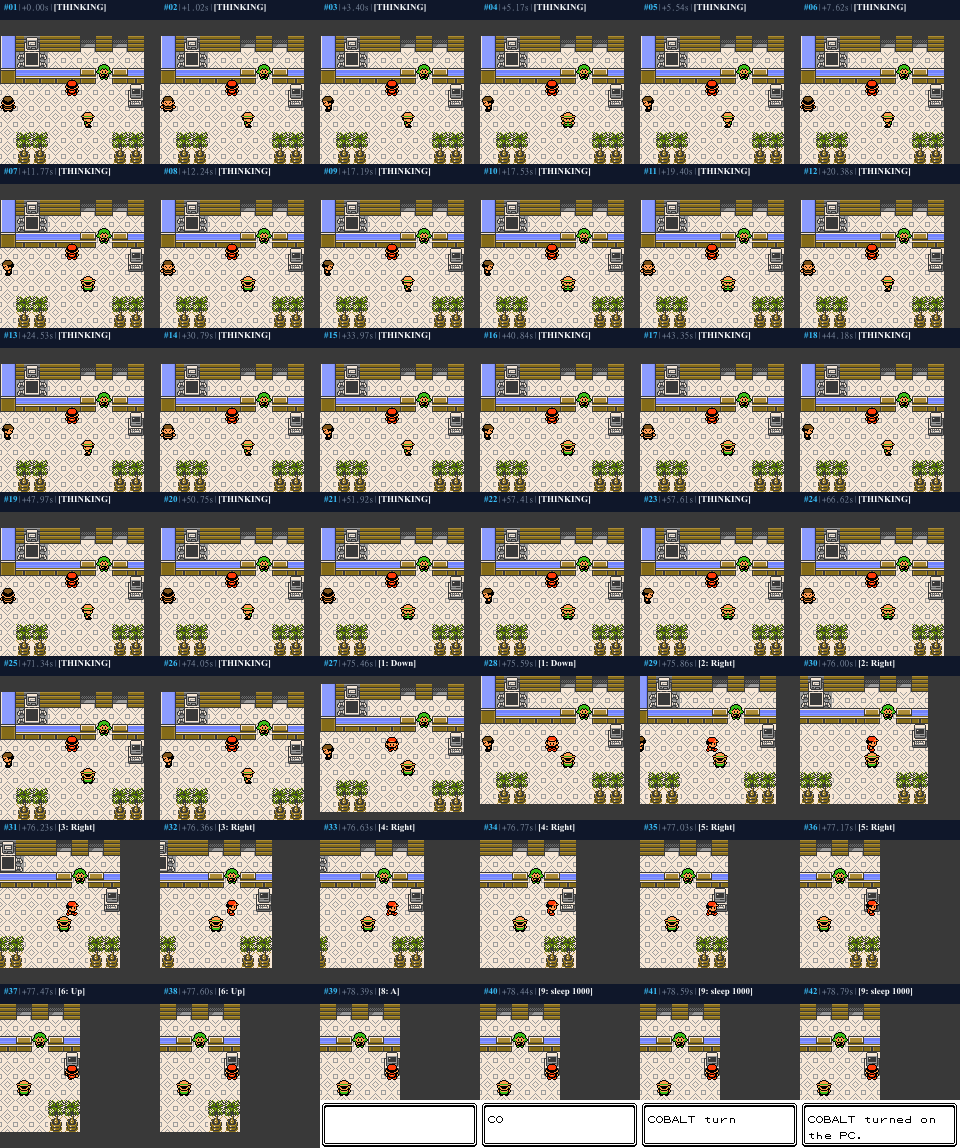 #01|+0.00s|[THINKING]
#02|+1.02s|[THINKING]
#03|+3.40s|[THINKING]
#04|+5.17s|[THINKING]
#05|+5.54s|[THINKING]
#06|+7.62s|[THINKING]
#07|+11.77s|[THINKING]
#08|+12.24s|[THINKING]
#09|+17.19s|[THINKING]
#10|+17.53s|[THINKING]
#11|+19.40s|[THINKING]
#12|+20.38s|[THINKING]
#13|+24.53s|[THINKING]
#14|+30.79s|[THINKING]
#15|+33.97s|[THINKING]
#16|+40.84s|[THINKING]
#17|+43.35s|[THINKING]
#18|+44.18s|[THINKING]
#19|+47.97s|[THINKING]
#20|+50.75s|[THINKING]
#21|+51.92s|[THINKING]
#22|+57.41s|[THINKING]
#23|+57.61s|[THINKING]
#24|+66.62s|[THINKING]
#25|+71.34s|[THINKING]
#26|+74.05s|[THINKING]
#27|+75.46s|[1: Down]
#28|+75.59s|[1: Down]
#29|+75.86s|[2: Right]
#30|+76.00s|[2: Right]
#31|+76.23s|[3: Right]
#32|+76.36s|[3: Right]
#33|+76.63s|[4: Right]
#34|+76.77s|[4: Right]
#35|+77.03s|[5: Right]
#36|+77.17s|[5: Right]
#37|+77.47s|[6: Up]
#38|+77.60s|[6: Up]
#39|+78.39s|[8: A]
#40|+78.44s|[9: sleep 1000]
#41|+78.59s|[9: sleep 1000]
#42|+78.79s|[9: sleep 1000]
CO
COBALT turn
COBALT turned on
the PC.